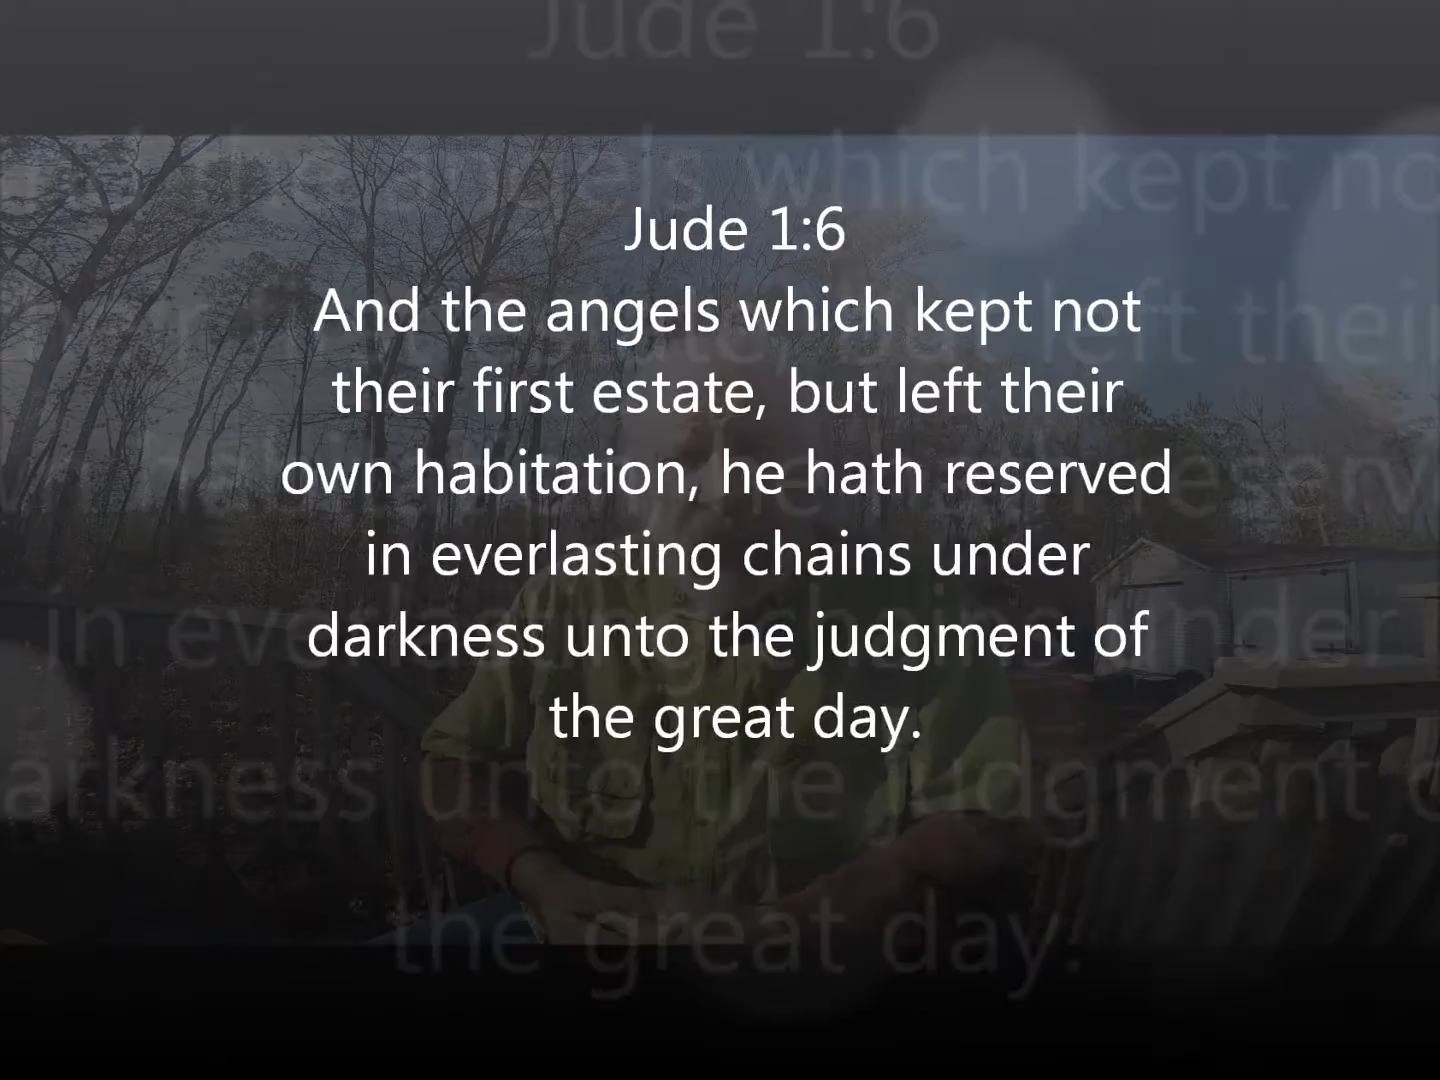 Jude 1:6
And the angels which kept not
their first estate, but left their
own habitation, he hath reserved
in everlasting chains under
darkness unto the judgment of
the great day.